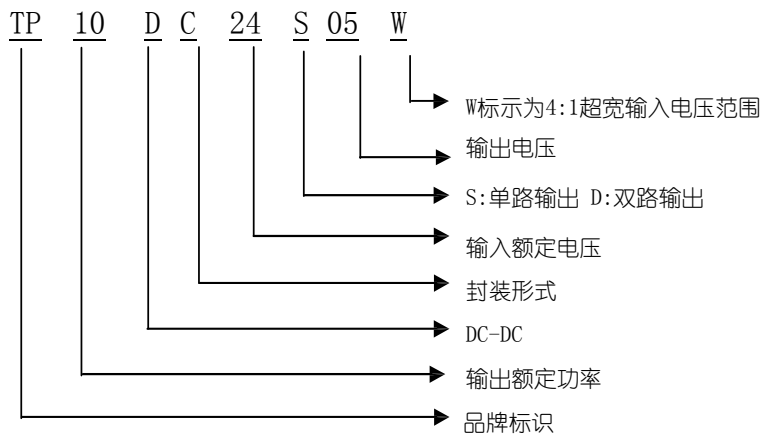 TP 10 D C 24 S 05 W
W标示为4:1超宽输入电压范围
输出电压
S:单路输出 D:双路输出
输入额定电压
封装形式
DC-DC
输出额定功率
品牌标识